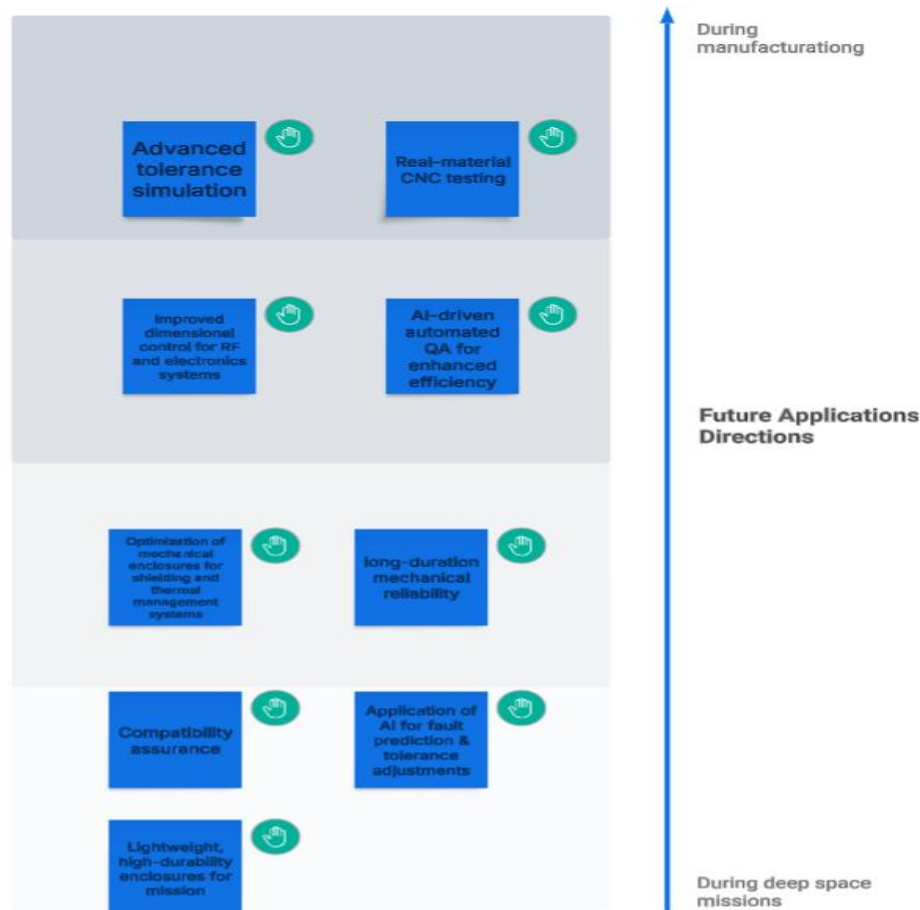 During
manufacturationg
Advanced
tolerance
simulation
Real-material
CNC testing
Improved
dimensional
control for RF
and electronics
systems
AI-driven
automated
QA for
enhanced
efficiency
Future Applications
Directions
Optimization of
mechanical
enclosures for
shielding and
thermal
management
systems
long-duration
mechanical
reliability
Compatibility
assurance
Application of
AI for fault
prediction &
tolerance
adjustments
Lightweight,
high-durability
enclosures for
mission
During deep space
missions